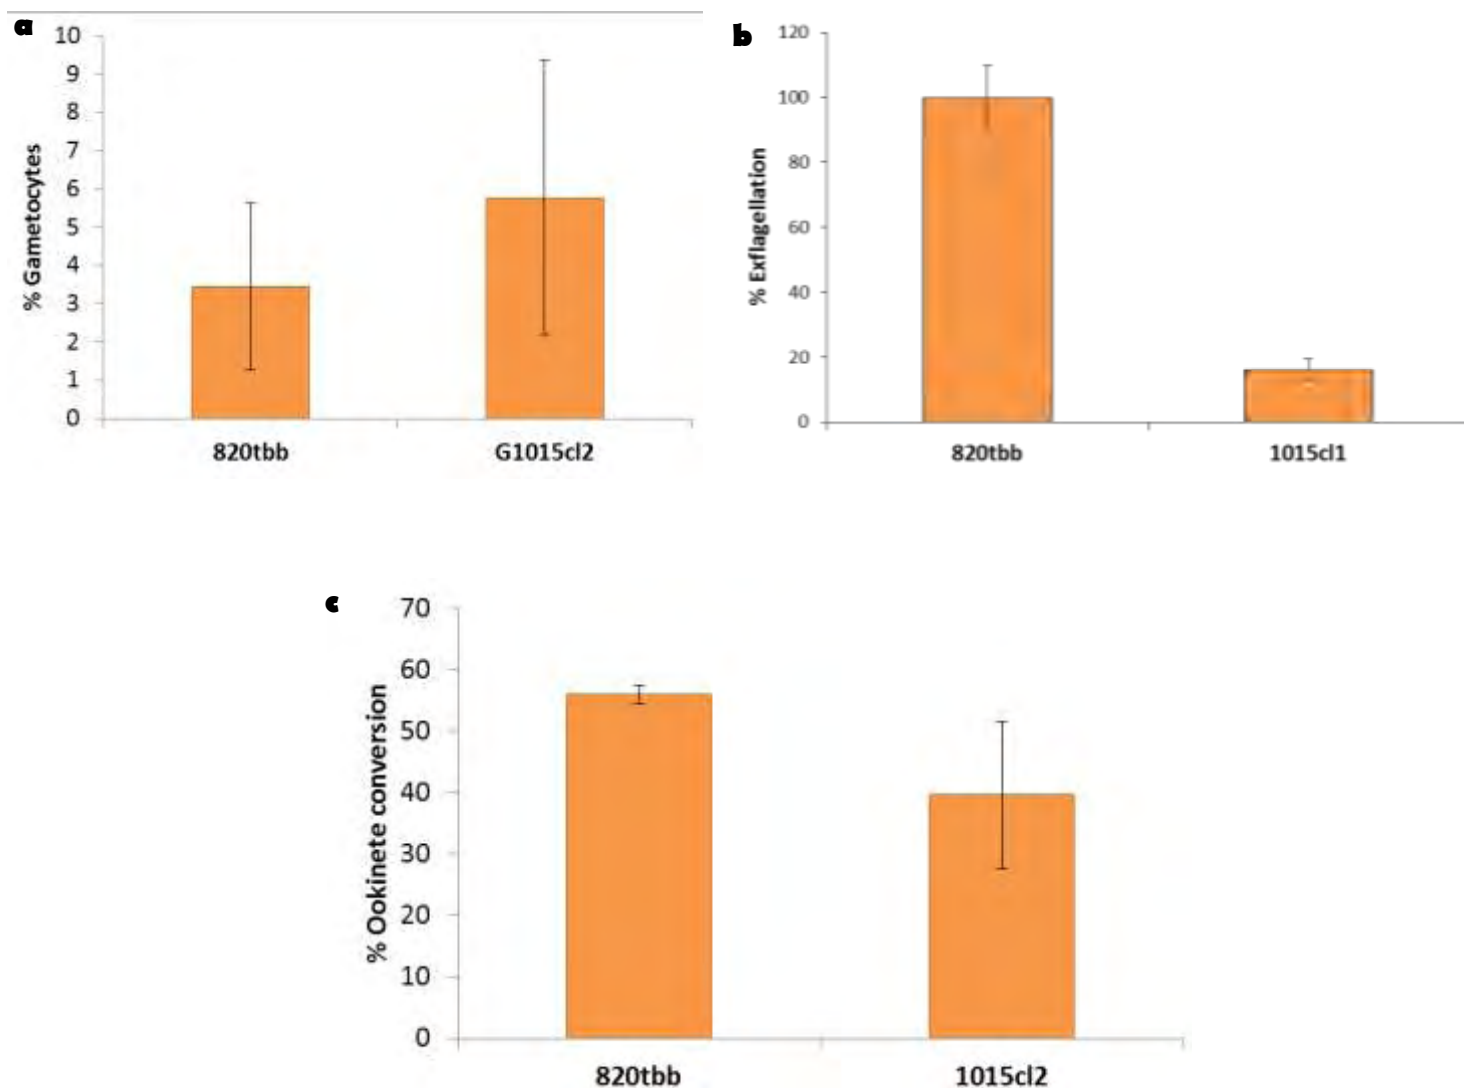 a
% Gametocytes
10
9
8
7
6
5
4
3
2
1
0
820tbb G1015cl2
b
% Exflagellation
120
100
80
60
40
20
0
820tbb 1015cl1
c
% Ookinete conversion
70
60
50
40
30
20
10
0
820tbb 1015cl2